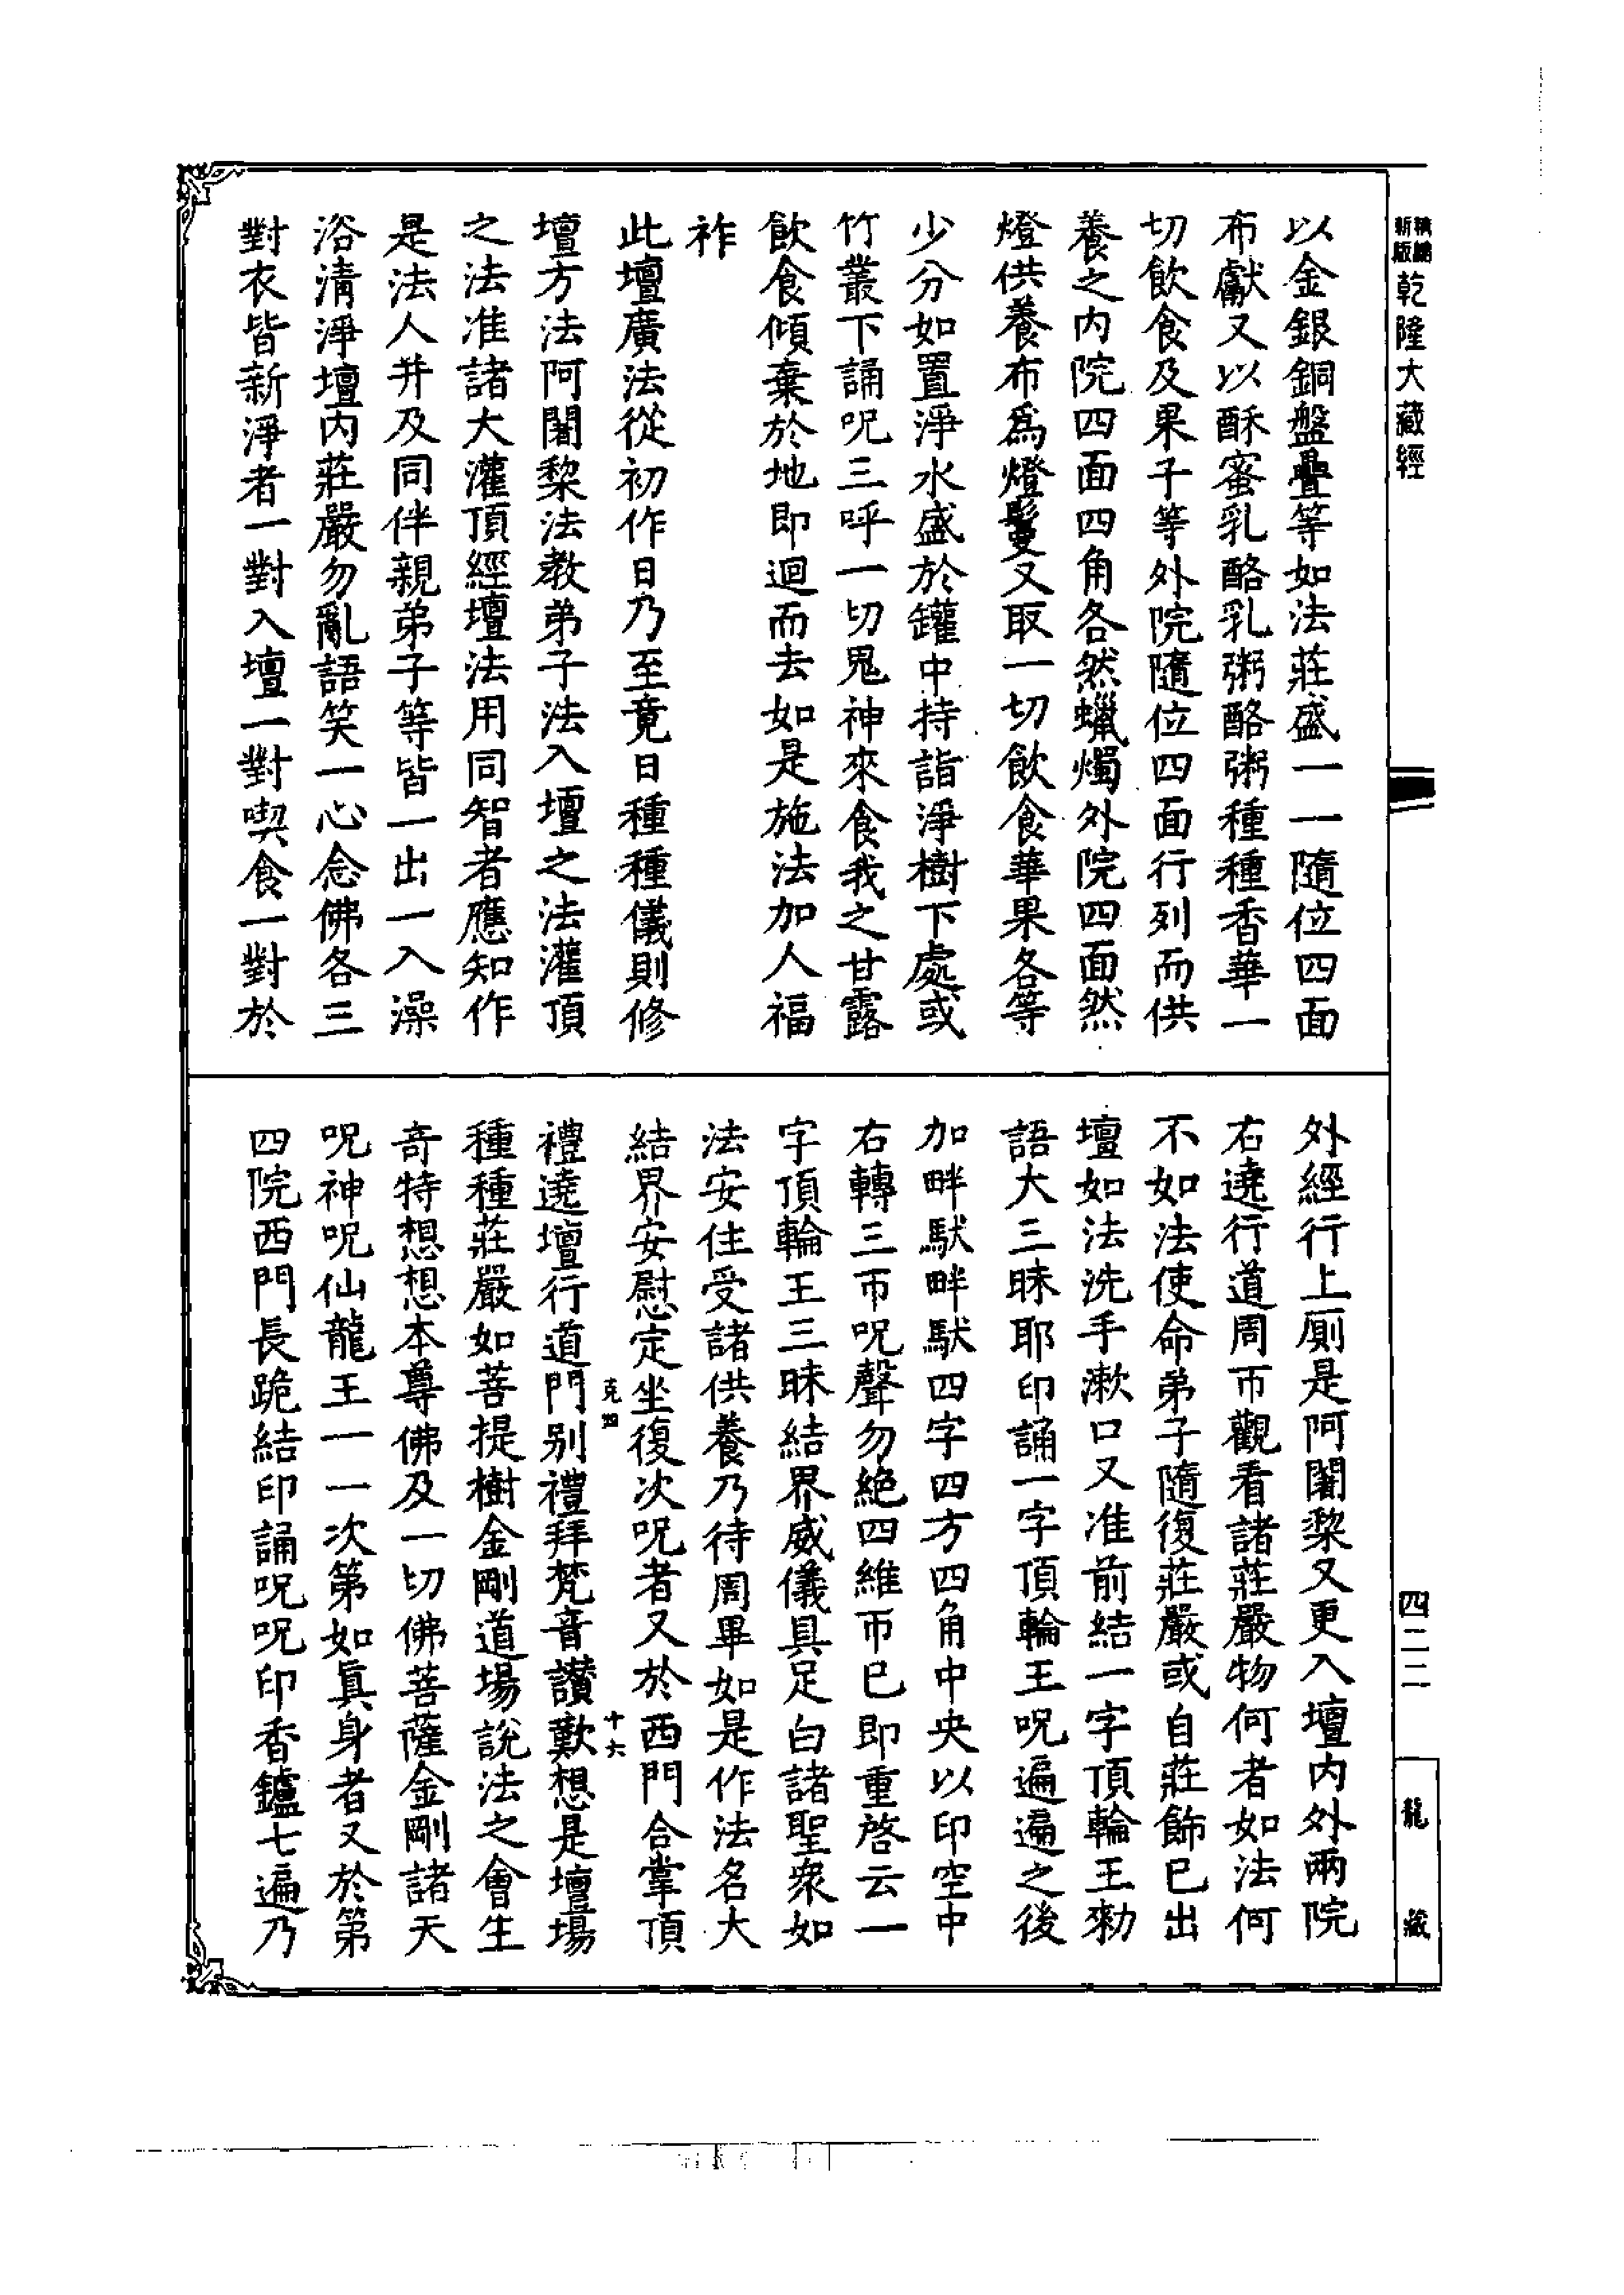 新版
乾隆大藏經
四二二
龍藏
以金銀銅盤疊等如法莊盛一一隨位四面
布獻又以酥蜜乳酪乳粥酪粥種種香華一
切飲食及果子等外院隨位四面行列而供
養之內院四面四角各然蠟燭外院四面然
燈供養布爲燈鬘又取一切飲食華果各等
少分如置淨水盛於罐中持詣淨樹下處或
竹叢下誦呪三呼一切鬼神來食我之甘露
飲食傾棄於地即迴而去如是施法加人福
祚
此壇廣法從初作日乃至竟日種種儀則修
壇方法阿闍黎法教弟子法入壇之法灌頂
之法准諸大灌頂經壇法用同智者應知作
是法人并及同伴親弟子等皆一出一入澡
浴清淨壇內莊嚴勿亂語笑一心念佛各三
對衣皆新淨者一對入壇一對喫食一對於
外經行上厠是阿闍黎又更入壇內外兩院
右遶行道周帀觀看諸莊嚴物何者如法何
不如法使命弟子隨復莊嚴或自莊飾已出
壇如法洗手漱口又准前結一字頂輪王勑
語大三昧耶印誦一字頂輪王呪遍遍之後
加畔馱畔馱四字四方四角中央以印空中
右轉三帀呪聲勿絶四維帀已即重啓云一
字頂輪王三昧結界威儀具足白諸聖衆如
法安住受諸供養乃待周畢如是作法名大
結界安慰定坐復次呪者又於西門合掌頂
克四
十六
禮遶壇行道門别禮拜梵音讃歎想是壇場
種種莊嚴如菩提樹金剛道場說法之會生
奇特想想本尊佛及一切佛菩薩金剛諸天
呪神呪仙龍王一一次第如眞身者又於第
四院西門長跪結印誦呪呪印香鑪七遍乃